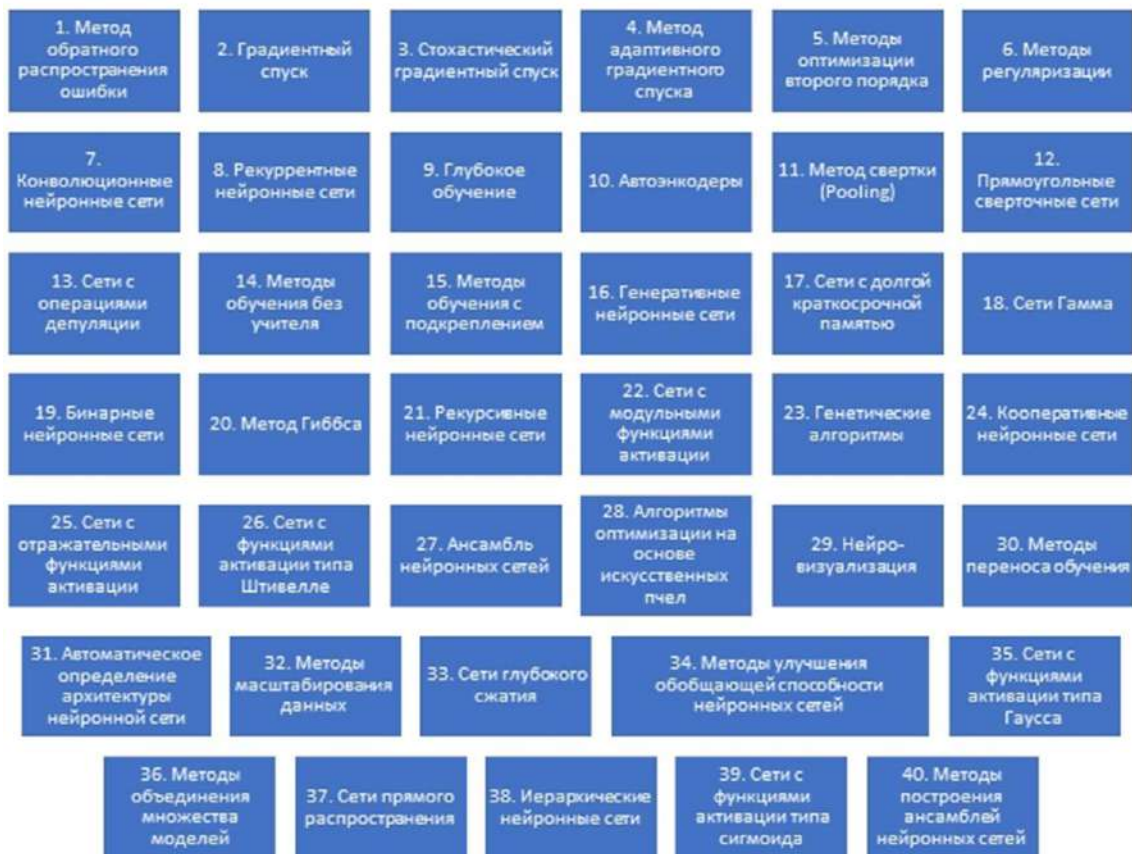 1. Метод
обратного
распространения
ошибки
2. Градиентный
спуск
3. Стохастический
градиентный спуск
4. Метод
адаптивного
градиентного
спуска
5. Методы
оптимизации
второго порядка
6. Методы
регуляризации
7.
Конволюционные
нейронные сети
8. Рекуррентные
нейронные сети
9. Глубокое
обучение
10. Автоэнкодеры
11. Метод свертки
(Pooling)
12.
Прямоугольные
сверточные сети
13. Сети с
операциями
депуляции
14. Методы
обучения без
учителя
15. Методы
обучения с
подкреплением
16. Генеративные
нейронные сети
17. Сети с долгой
краткосрочной
памятью
18. Сети Гамма
19. Бинарные
нейронные сети
20. Метод Гиббса
21. Рекурсивные
нейронные сети
22. Сети с
модульными
функциями
активации
23. Генетические
алгоритмы
24. Кооперативные
нейронные сети
25. Сети с
отражательными
функциями
активации
26. Сети с
функциями
активации типа
Штивелле
27. Ансамбль
нейронных сетей
28. Алгоритмы
оптимизации на
основе
искусственных
пчел
29. Нейро-
визуализация
30. Методы
переноса обучения
31. Автоматическое
определение
архитектуры
нейронной сети
32. Методы
масштабирования
данных
33. Сети глубокого
сжатия
34. Методы улучшения
обобщающей способности
нейронных сетей
35. Сети с
функциями
активации типа
Гаусса
36. Методы
объединения
множества
моделей
37. Сети прямого
распространения
38. Иерархические
нейронные сети
39. Сети с
функциями
активации типа
сигмоида
40. Методы
построения
ансамблей
нейронных сетей